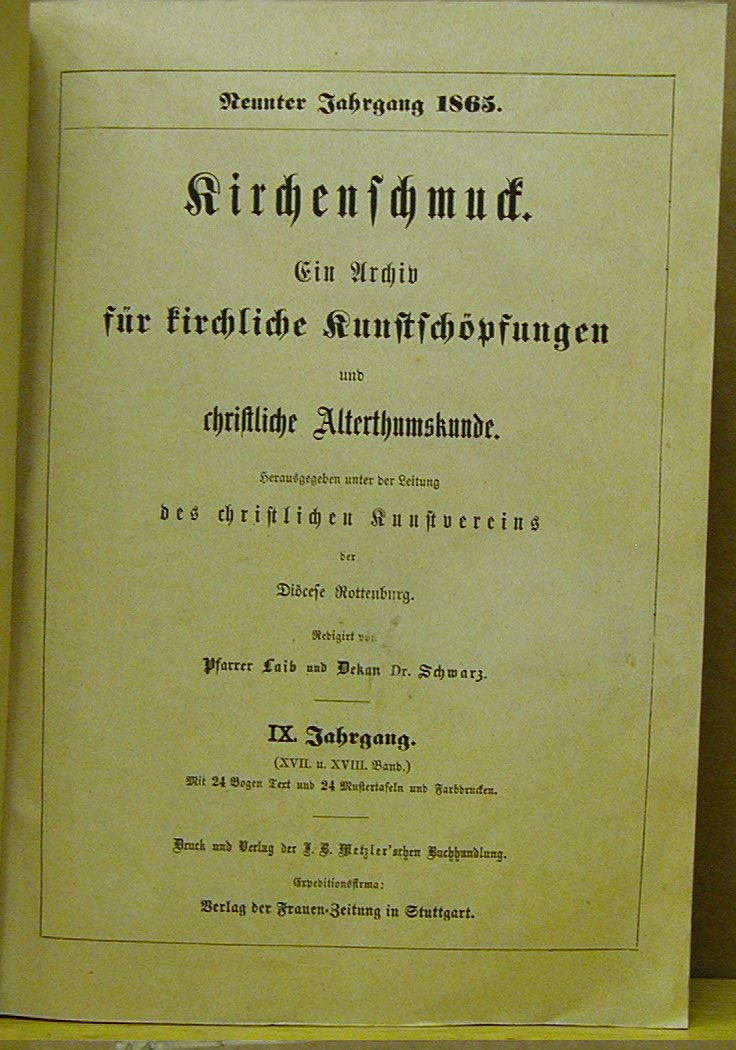 Neunter Jahrgang 1865.
Kirchenschmuck.
Ein Archiv
für kirchliche Kunstschöpfungen
und
christliche Alterthumskunde.
Herausgegeben unter der Leitung
des christlichen Kunstvereins
der
Diöcese Rottenburg.
Redigirt von
Pfarrer Laib und Dekan Dr. Schwarz.
IX. Jahrgang.
(XVII. u. XVIII. Band.)
Mit 24 Bogen Text und 24 Mustertafeln und Farbdrucken.
Druck und Verlag der J. B. Metzler'schen Buchhandlung.
Expeditionsfirma:
Verlag der Frauen-Zeitung in Stuttgart.